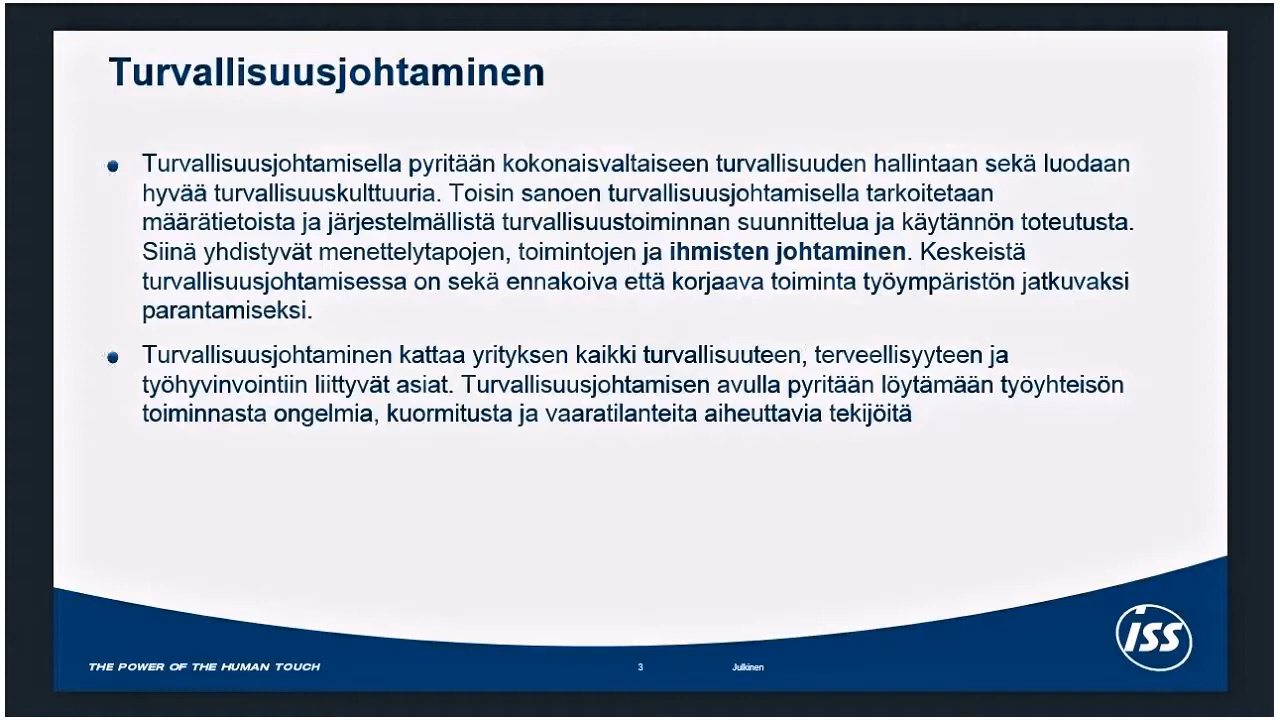 Turvallisuusjohtaminen
Turvallisuusjohtamisella pyritään kokonaisvaltaiseen turvallisuuden hallintaan sekä luodaan
hyvää turvallisuuskulttuuria. Toisin sanoen turvallisuusjohtamisella tarkoitetaan
määrätietoista ja järjestelmällistä turvallisuustoiminnan suunnittelua ja käytännön toteutusta.
Siinä yhdistyvät menettelytapojen, toimintojen ja ihmisten johtaminen. Keskeistä
turvallisuusjohtamisessa on sekä ennakoiva että korjaava toiminta työympäristön jatkuvaksi
parantamiseksi.
Turvallisuusjohtaminen kattaa yrityksen kaikki turvallisuuteen, terveellisyyteen ja
työhyvinvointiin liittyvät asiat. Turvallisuusjohtamisen avulla pyritään löytämään työyhteisön
toiminnasta ongelmia, kuormitusta ja vaaratilanteita aiheuttavia tekijöitä
ISS
THE POWER OF THE HUMAN TOUCH 3 Julkinen